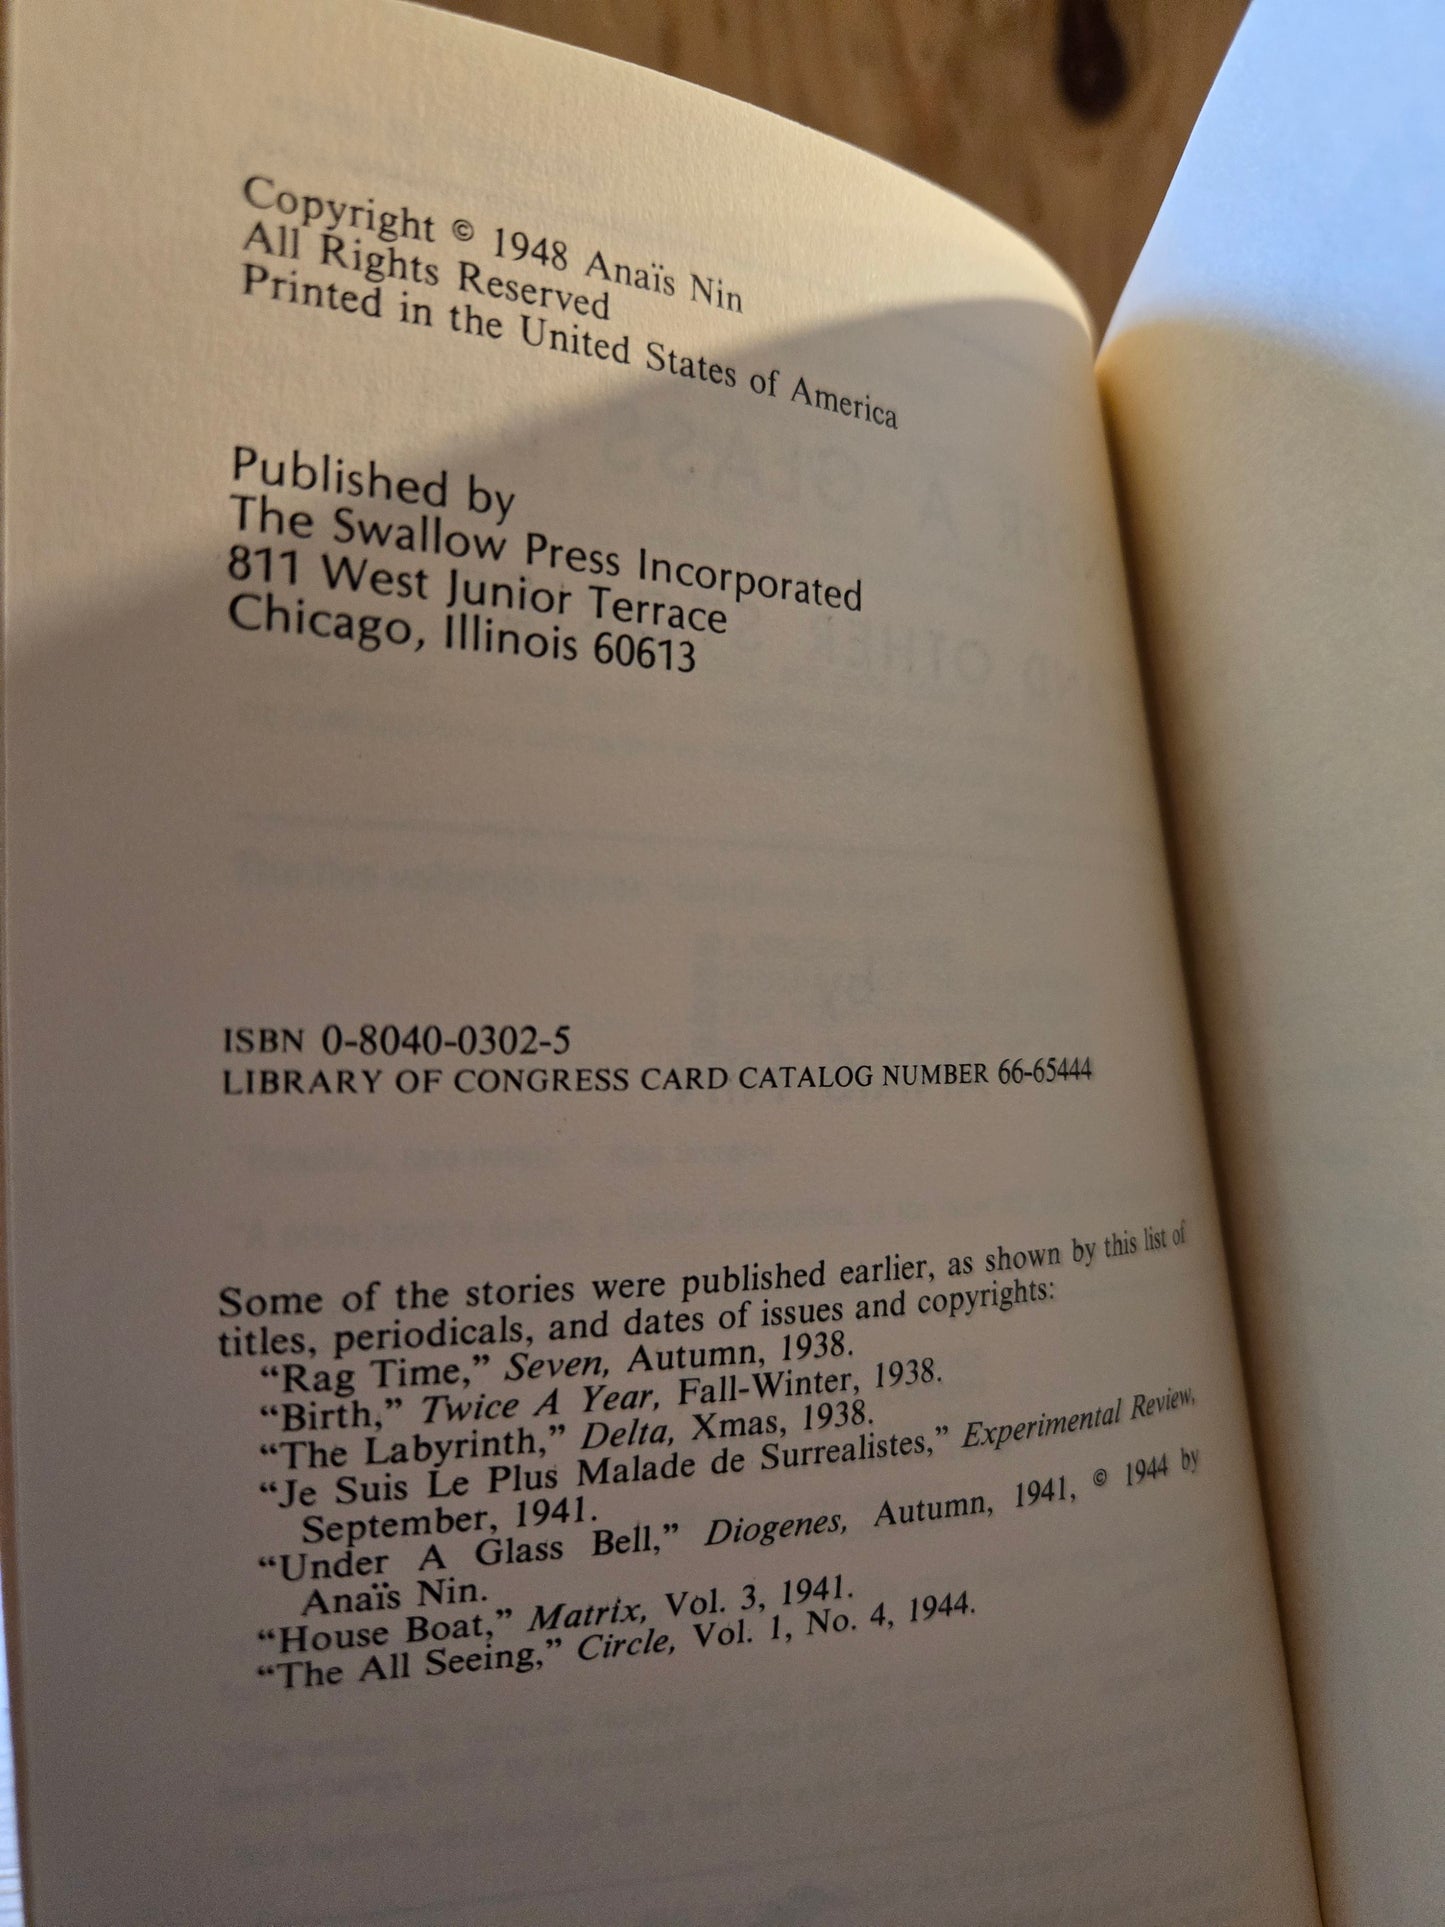 Copyright © 1948 Anaïs Nin
All Rights Reserved
Printed in the United States of America
Published by
The Swallow Press Incorporated
811 West Junior Terrace
Chicago, Illinois 60613
ISBN 0-8040-0302-5
LIBRARY OF CONGRESS CARD CATALOG NUMBER 66-65444
Some of the stories were published earlier, as shown by this list of
titles, periodicals, and dates of issues and copyrights:
“Rag Time,” Seven, Autumn, 1938.
“Birth,” Twice A Year, Fall-Winter, 1938.
“The Labyrinth,” Delta, Xmas, 1938.
“Je Suis Le Plus Malade de Surrealistes,” Experimental Review,
September, 1941.
“Under A Glass Bell,” Diogenes, Autumn, 1941, © 1944 by
Anaïs Nin.
“House Boat,” Matrix, Vol. 3, 1941.
“The All Seeing,” Circle, Vol. 1, No. 4, 1944.